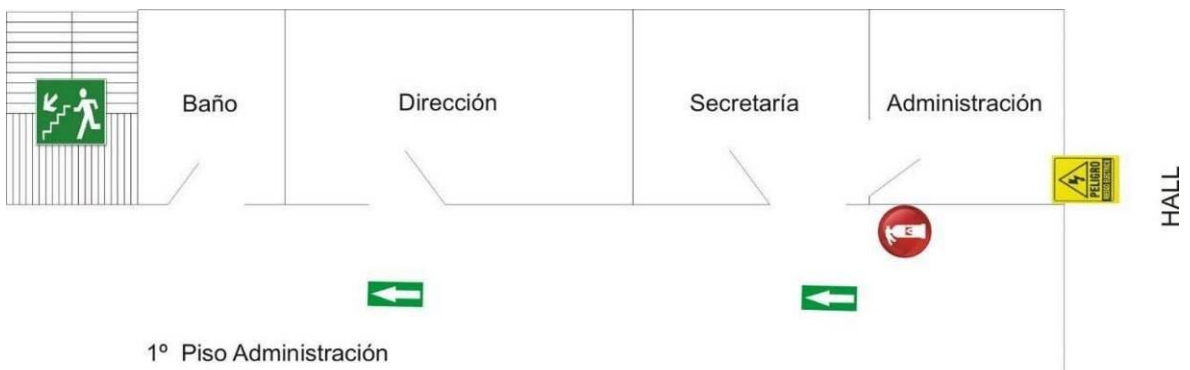 Baño
Dirección
Secretaría
Administración
PELIGRO
HALL
1º Piso Administración